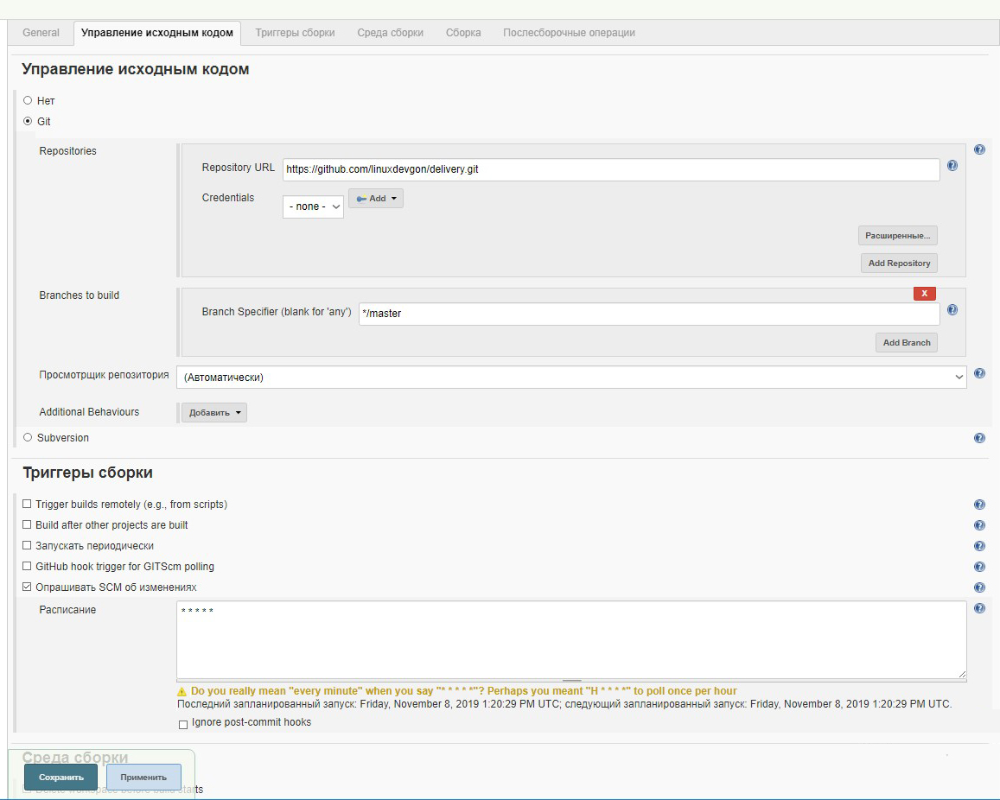 General Управление исходным кодом Триггеры сборки Среда сборки Сборка Послесборочные операции
Управление исходным кодом
Нет
Git
Repositories
Repository URL https://github.com/linuxdevgon/delivery.git
Credentials - none - Add
Расширенные...
Add Repository
Branches to build
X
Branch Specifier (blank for 'any') */master
Add Branch
Просмотрщик репозитория (Автоматически)
Additional Behaviours Добавить
Subversion
Триггеры сборки
Trigger builds remotely (e.g., from scripts)
Build after other projects are built
Запускать периодически
GitHub hook trigger for GITScm polling
Опрашивать SCM об изменениях
Расписание * * * * *
Do you really mean "every minute" when you say "* * * * *"? Perhaps you meant "H * * * *" to poll once per hour
Последний запланированный запуск: Friday, November 8, 2019 1:20:29 PM UTC; следующий запланированный запуск: Friday, November 8, 2019 1:20:29 PM UTC.
Ignore post-commit hooks
Среда сборки
Сохранить Применить
Delete workspace before build starts